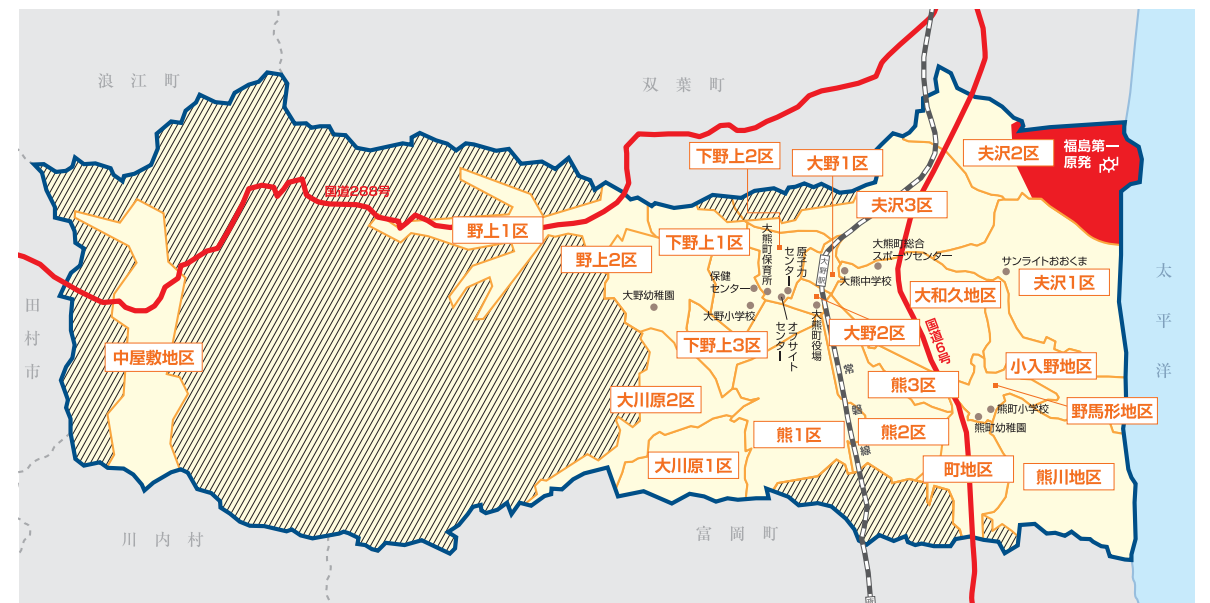 浪江町
双葉町
下野上2区
大野1区
夫沢2区
福島第一
原発
国道268号
夫沢3区
野上1区
野上2区
下野上1区
大熊町保育所
原子力
センター
大野駅
大熊町総合
スポーツセンター
大熊中学校
サンライトおおくま
夫沢1区
保健
センター
大野幼稚園
大野小学校
オフサイト
センター
大熊町役場
大和久地区
国道6号
太平洋
田村市
中屋敷地区
下野上3区
大野2区
小入野地区
大川原2区
熊3区
野馬形地区
熊町小学校
熊町幼稚園
常磐線
熊1区
熊2区
大川原1区
町地区
熊川地区
川内村
富岡町